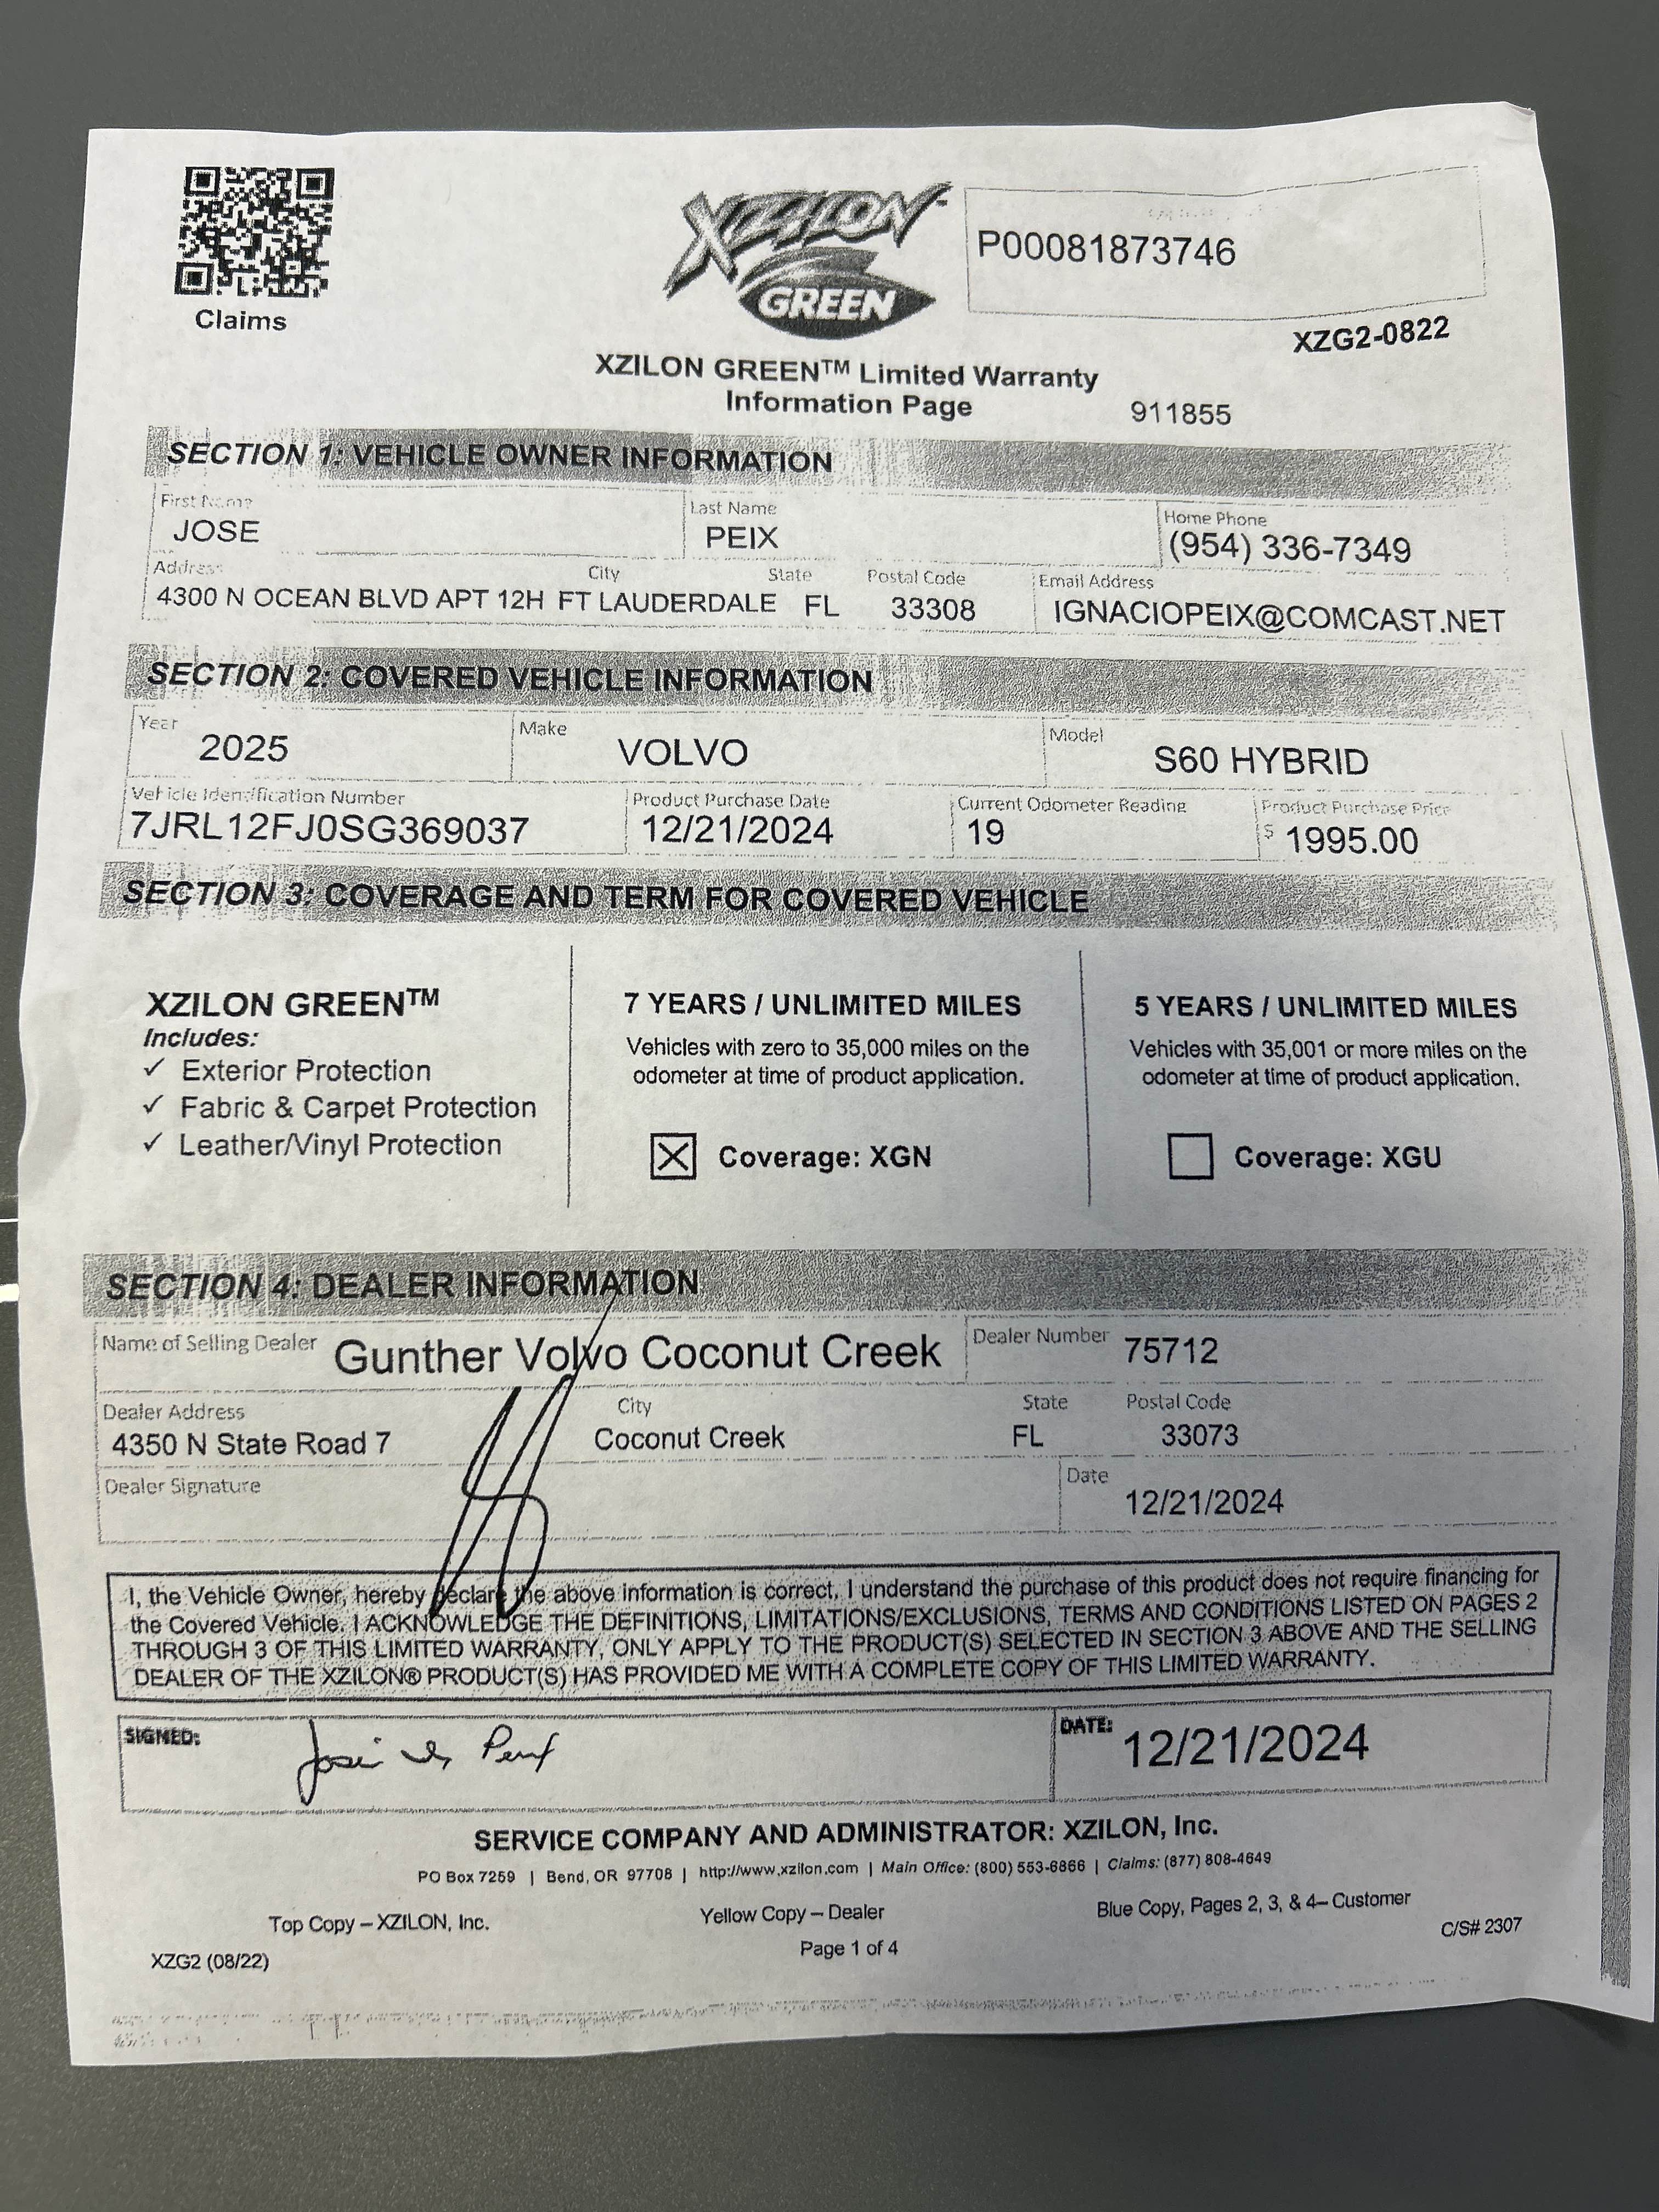 XZILON
GREEN
P00081873746
Claims
XZG2-0822
XZILON GREEN™ Limited Warranty
Information Page
911855
SECTION 1: VEHICLE OWNER INFORMATION
First Name Last Name Home Phone
JOSE PEIX (954) 336-7349
Address City State Postal Code Email Address
4300 N OCEAN BLVD APT 12H FT LAUDERDALE FL 33308 IGNACIOPEIX@COMCAST.NET
SECTION 2: COVERED VEHICLE INFORMATION
Year Make Model
2025 VOLVO S60 HYBRID
Vehicle Identification Number Product Purchase Date Current Odometer Reading Product Purchase Price
7JRL12FJ0SG369037 12/21/2024 19 $ 1995.00
SECTION 3: COVERAGE AND TERM FOR COVERED VEHICLE
XZILON GREEN™
Includes:
✓ Exterior Protection
✓ Fabric & Carpet Protection
✓ Leather/Vinyl Protection
7 YEARS / UNLIMITED MILES
Vehicles with zero to 35,000 miles on the
odometer at time of product application.
☒ Coverage: XGN
5 YEARS / UNLIMITED MILES
Vehicles with 35,001 or more miles on the
odometer at time of product application.
☐ Coverage: XGU
SECTION 4: DEALER INFORMATION
Name of Selling Dealer Gunther Volvo Coconut Creek Dealer Number 75712
Dealer Address City State Postal Code
4350 N State Road 7 Coconut Creek FL 33073
Dealer Signature Date
12/21/2024
I, the Vehicle Owner, hereby declare the above information is correct, I understand the purchase of this product does not require financing for
the Covered Vehicle. I ACKNOWLEDGE THE DEFINITIONS, LIMITATIONS/EXCLUSIONS, TERMS AND CONDITIONS LISTED ON PAGES 2
THROUGH 3 OF THIS LIMITED WARRANTY, ONLY APPLY TO THE PRODUCT(S) SELECTED IN SECTION 3 ABOVE AND THE SELLING
DEALER OF THE XZILON® PRODUCT(S) HAS PROVIDED ME WITH A COMPLETE COPY OF THIS LIMITED WARRANTY.
SIGNED: DATE: 12/21/2024
SERVICE COMPANY AND ADMINISTRATOR: XZILON, Inc.
PO Box 7259 | Bend, OR 97708 | http://www.xzilon.com | Main Office: (800) 553-6866 | Claims: (877) 808-4649
Top Copy – XZILON, Inc. Yellow Copy – Dealer Blue Copy, Pages 2, 3, & 4– Customer
XZG2 (08/22) Page 1 of 4 C/S# 2307